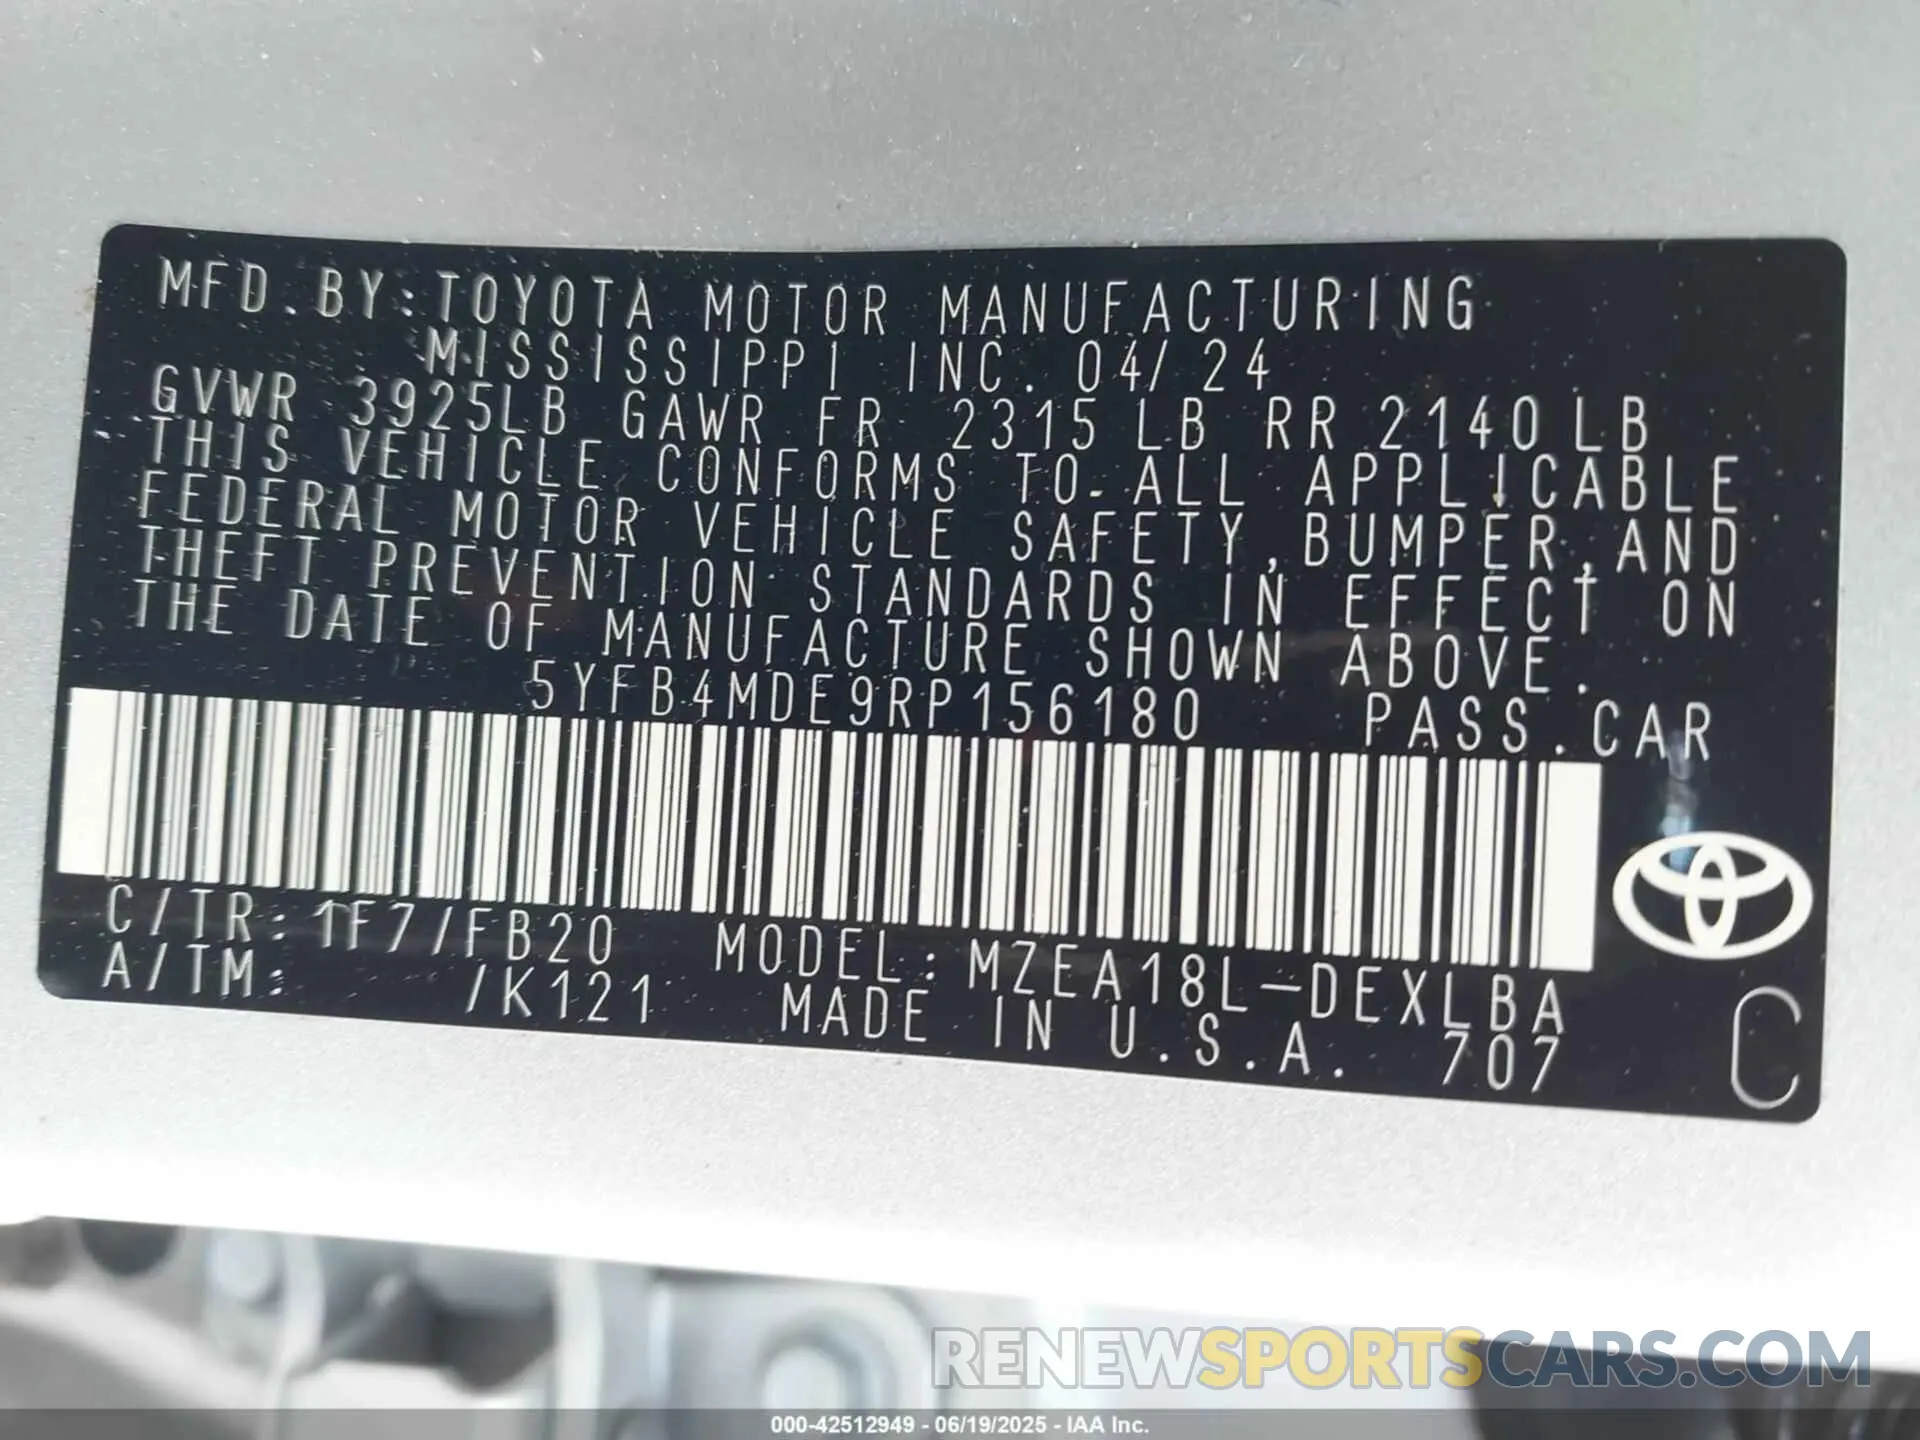 MFD.BY:TOYOTA MOTOR MANUFACTURING
MISSISSIPPI INC. 04/24
GVWR 3925LB GAWR FR 2315LB RR 2140LB
THIS VEHICLE CONFORMS TO ALL APPLICABLE
FEDERAL MOTOR VEHICLE SAFETY,BUMPER,AND
THEFT PREVENTION STANDARDS IN EFFECT ON
THE DATE OF MANUFACTURE SHOWN ABOVE.
5YFB4MDE9RP156180 PASS.CAR
C/TR:1F7/FB20 MODEL:MZEA18L-DEXLBA
A/TM: /K121 MADE IN U.S.A. 707
C
RENEWSPORTSCARS.COM
000-42512949 - 06/19/2025 - IAA Inc.